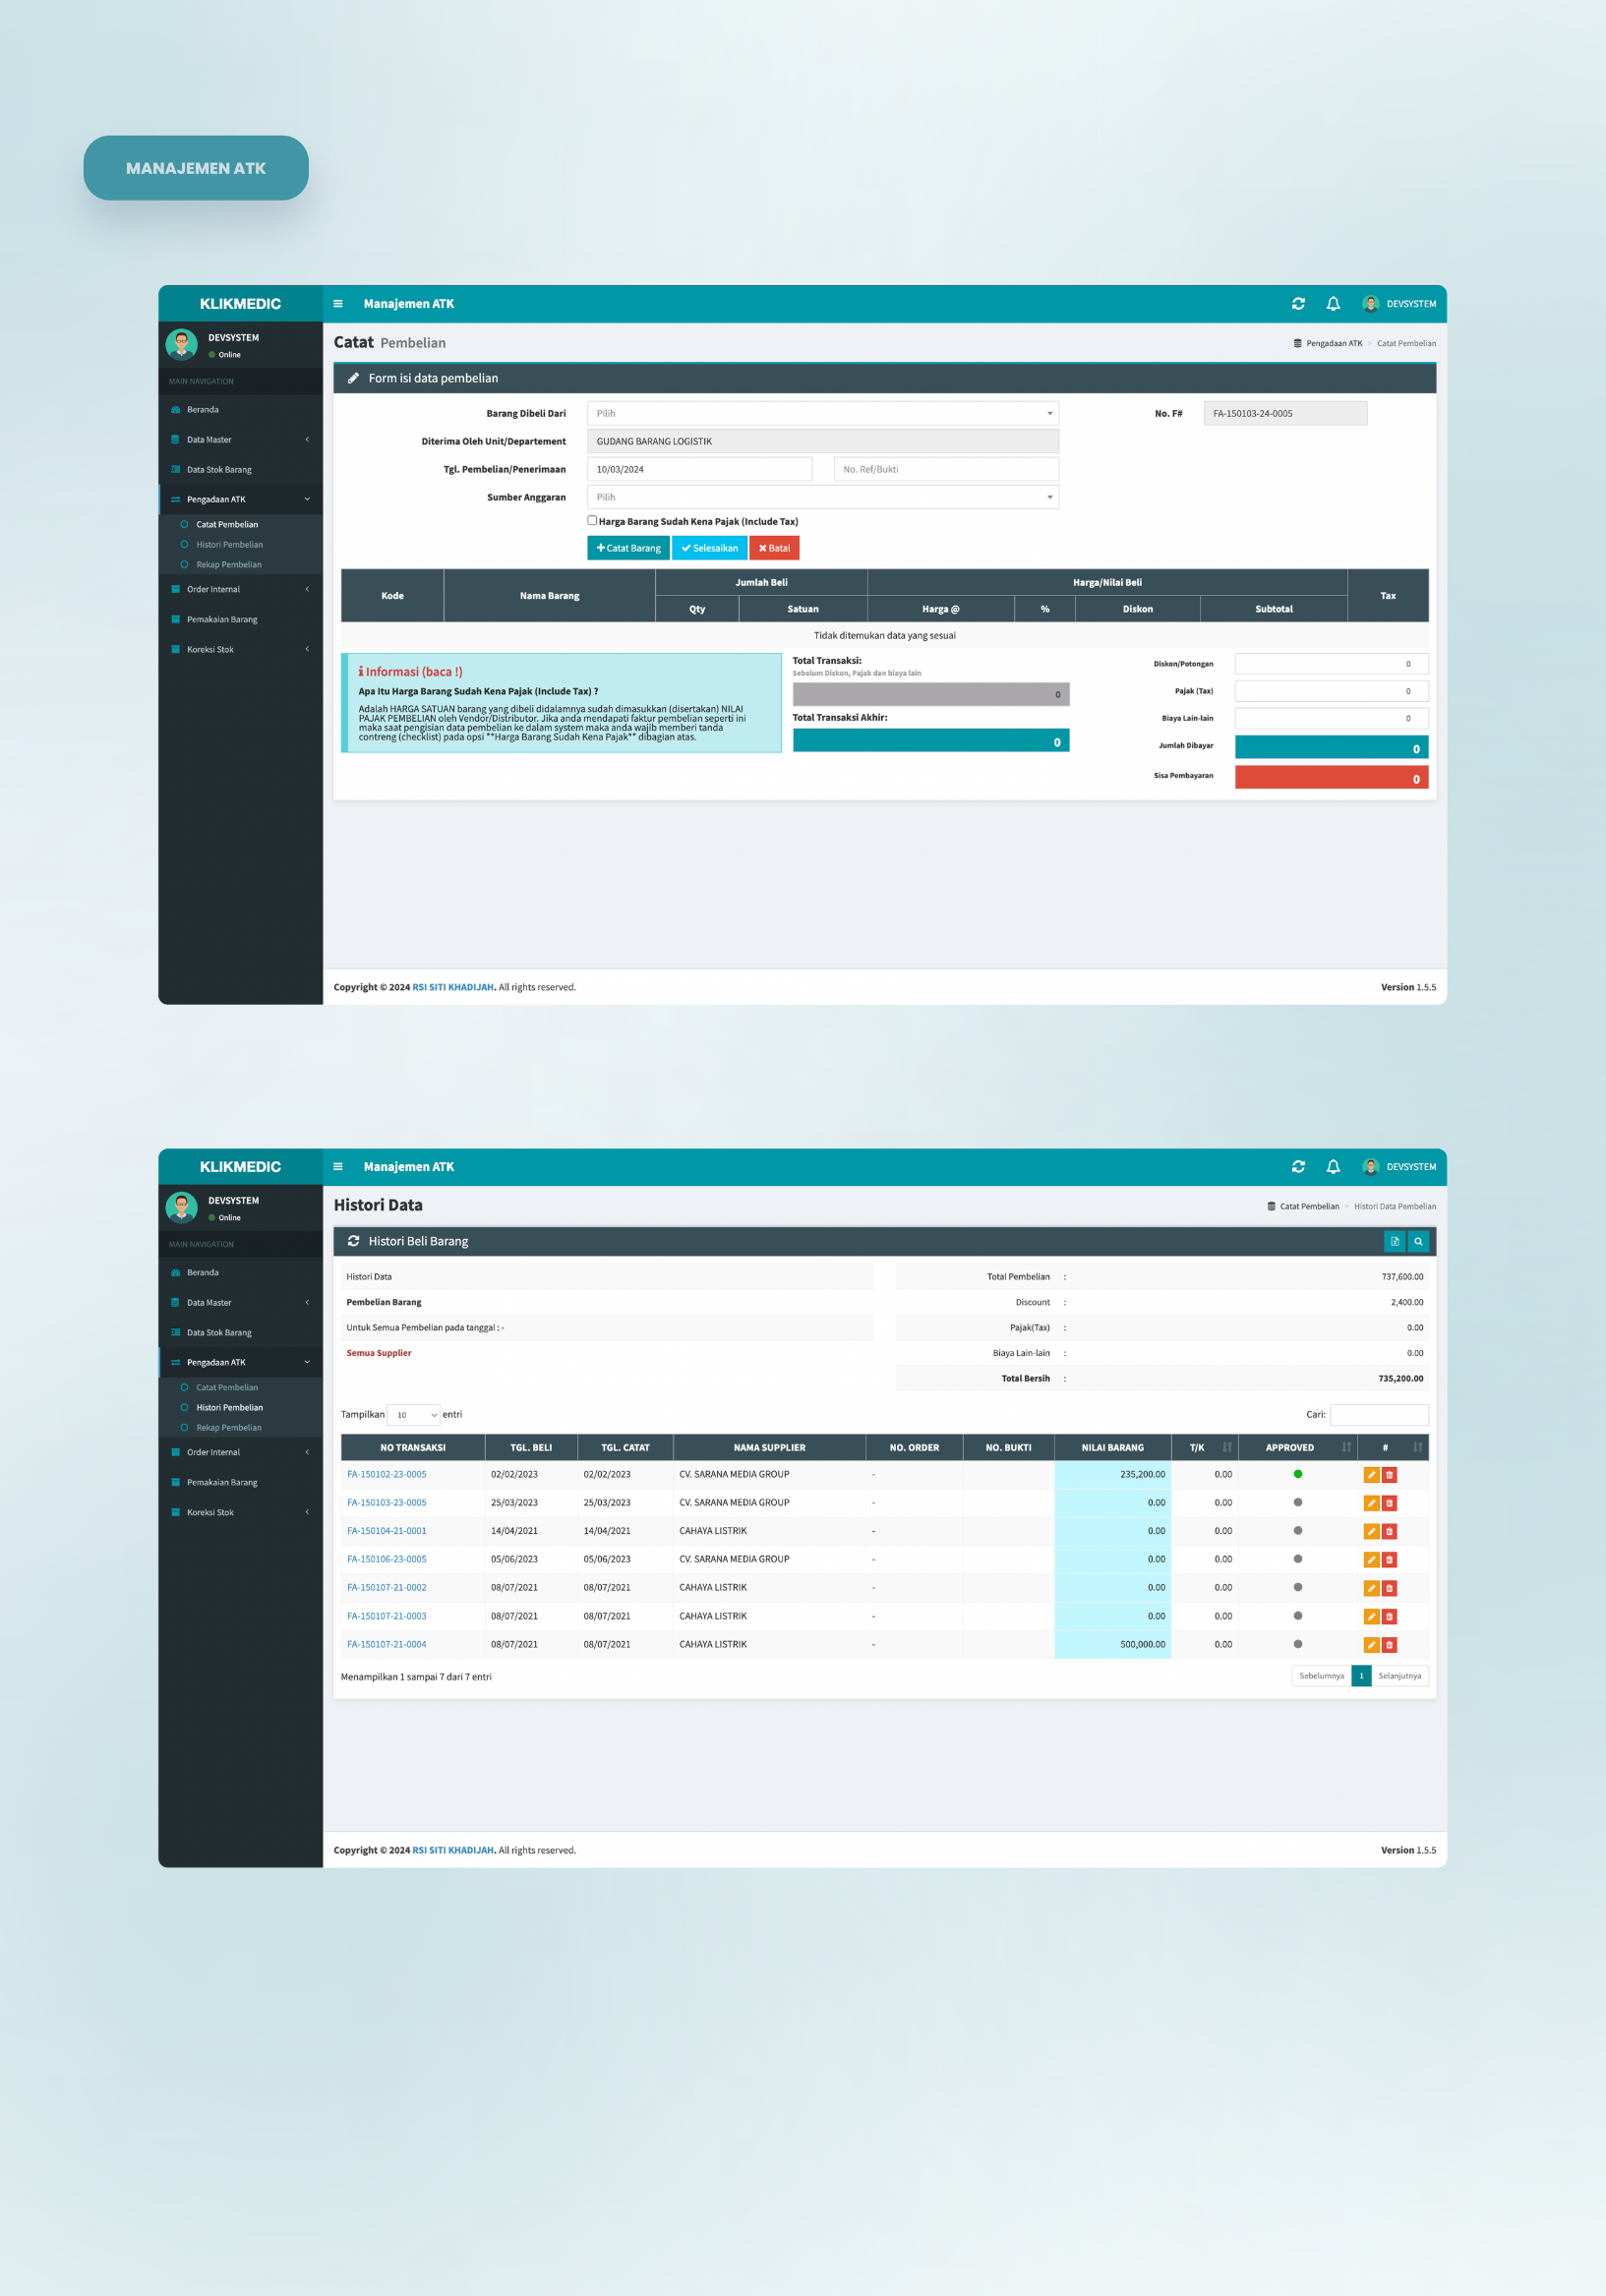 MANAJEMEN ATK
KLIKMEDIC
Manajemen ATK
DEVSYSTEM
DEVSYSTEM
Online
MAIN NAVIGATION
Beranda
Data Master
Data Stok Barang
Pengadaan ATK
Catat Pembelian
Histori Pembelian
Rekap Pembelian
Order Internal
Pemakaian Barang
Koreksi Stok
Catat Pembelian
Pengadaan ATK > Catat Pembelian
Form isi data pembelian
Barang Dibeli Dari Pilih No. F# FA-150103-24-0005
Diterima Oleh Unit/Departement GUDANG BARANG LOGISTIK
Tgl. Pembelian/Penerimaan 10/03/2024 No. Ref/Bukti
Sumber Anggaran Pilih
Harga Barang Sudah Kena Pajak (Include Tax)
Catat Barang Selesaikan Batal
Kode Nama Barang Jumlah Beli Harga/Nilai Beli Tax
Qty Satuan Harga @ % Diskon Subtotal
Tidak ditemukan data yang sesuai
Informasi (baca !)
Apa Itu Harga Barang Sudah Kena Pajak (Include Tax) ?
Adalah HARGA SATUAN barang yang dibeli didalamnya sudah dimasukkan (disertakan) NILAI
PAJAK PEMBELIAN oleh Vendor/Distributor. Jika anda mendapati faktur pembelian seperti ini
maka saat pengisian data pembelian ke dalam system maka anda wajib memberi tanda
contreng (checklist) pada opsi **Harga Barang Sudah Kena Pajak** dibagian atas.
Total Transaksi:
Sebelum Diskon, Pajak dan biaya lain
0
Total Transaksi Akhir:
0
Diskon/Potongan 0
Pajak (Tax) 0
Biaya Lain-lain 0
Jumlah Dibayar 0
Sisa Pembayaran 0
Copyright © 2024 RSI SITI KHADIJAH. All rights reserved. Version 1.5.5
KLIKMEDIC
Manajemen ATK
DEVSYSTEM
DEVSYSTEM
Online
MAIN NAVIGATION
Beranda
Data Master
Data Stok Barang
Pengadaan ATK
Catat Pembelian
Histori Pembelian
Rekap Pembelian
Order Internal
Pemakaian Barang
Koreksi Stok
Histori Data
Catat Pembelian > Histori Data Pembelian
Histori Beli Barang
Histori Data Total Pembelian : 737,600.00
Pembelian Barang Discount : 2,400.00
Untuk Semua Pembelian pada tanggal : - Pajak(Tax) : 0.00
Semua Supplier Biaya Lain-lain : 0.00
Total Bersih : 735,200.00
Tampilkan 10 entri Cari:
NO TRANSAKSI TGL. BELI TGL. CATAT NAMA SUPPLIER NO. ORDER NO. BUKTI NILAI BARANG T/K APPROVED #
FA-150102-23-0005 02/02/2023 02/02/2023 CV. SARANA MEDIA GROUP - 235,200.00 0.00
FA-150103-23-0005 25/03/2023 25/03/2023 CV. SARANA MEDIA GROUP - 0.00 0.00
FA-150104-21-0001 14/04/2021 14/04/2021 CAHAYA LISTRIK - 0.00 0.00
FA-150106-23-0005 05/06/2023 05/06/2023 CV. SARANA MEDIA GROUP - 0.00 0.00
FA-150107-21-0002 08/07/2021 08/07/2021 CAHAYA LISTRIK - 0.00 0.00
FA-150107-21-0003 08/07/2021 08/07/2021 CAHAYA LISTRIK - 0.00 0.00
FA-150107-21-0004 08/07/2021 08/07/2021 CAHAYA LISTRIK - 500,000.00 0.00
Menampilkan 1 sampai 7 dari 7 entri Sebelumnya 1 Selanjutnya
Copyright © 2024 RSI SITI KHADIJAH. All rights reserved. Version 1.5.5